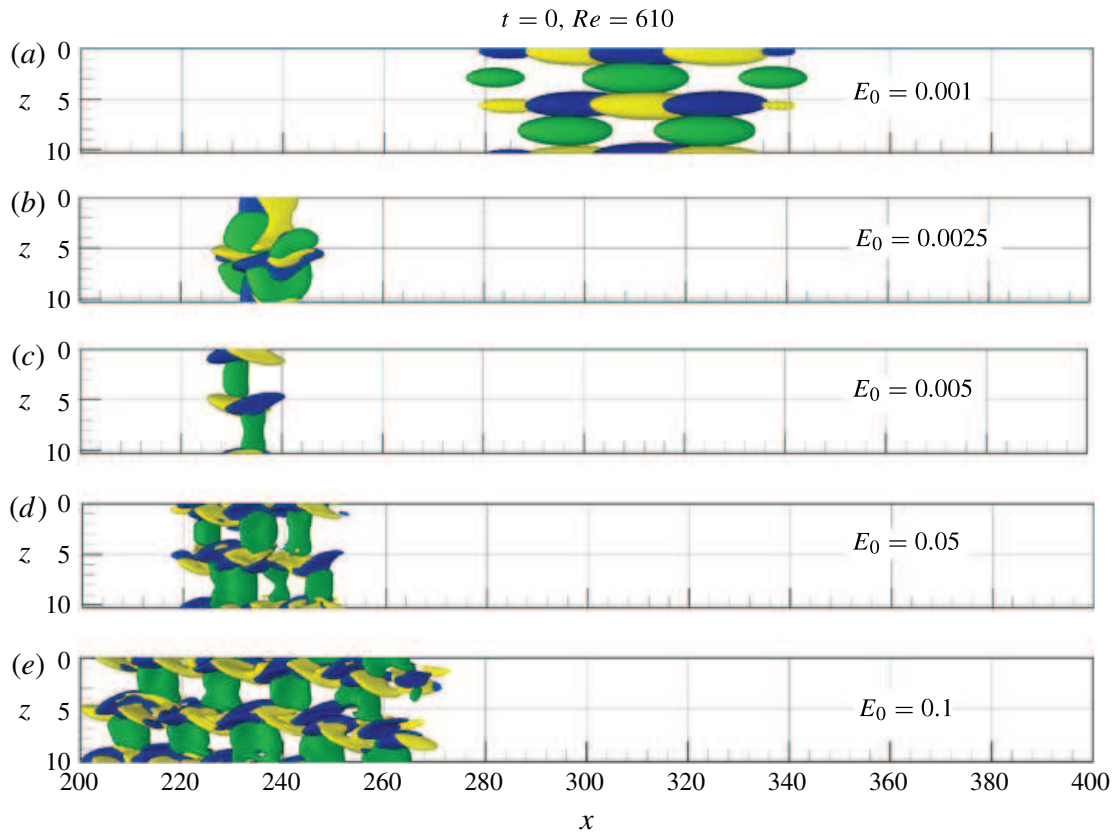 t = 0, Re = 610
(a) 0
z 5
10
E₀ = 0.001
(b) 0
z 5
10
E₀ = 0.0025
(c) 0
z 5
10
E₀ = 0.005
(d) 0
z 5
10
E₀ = 0.05
(e) 0
z 5
10
E₀ = 0.1
200 220 240 260 280 300 320 340 360 380 400
x